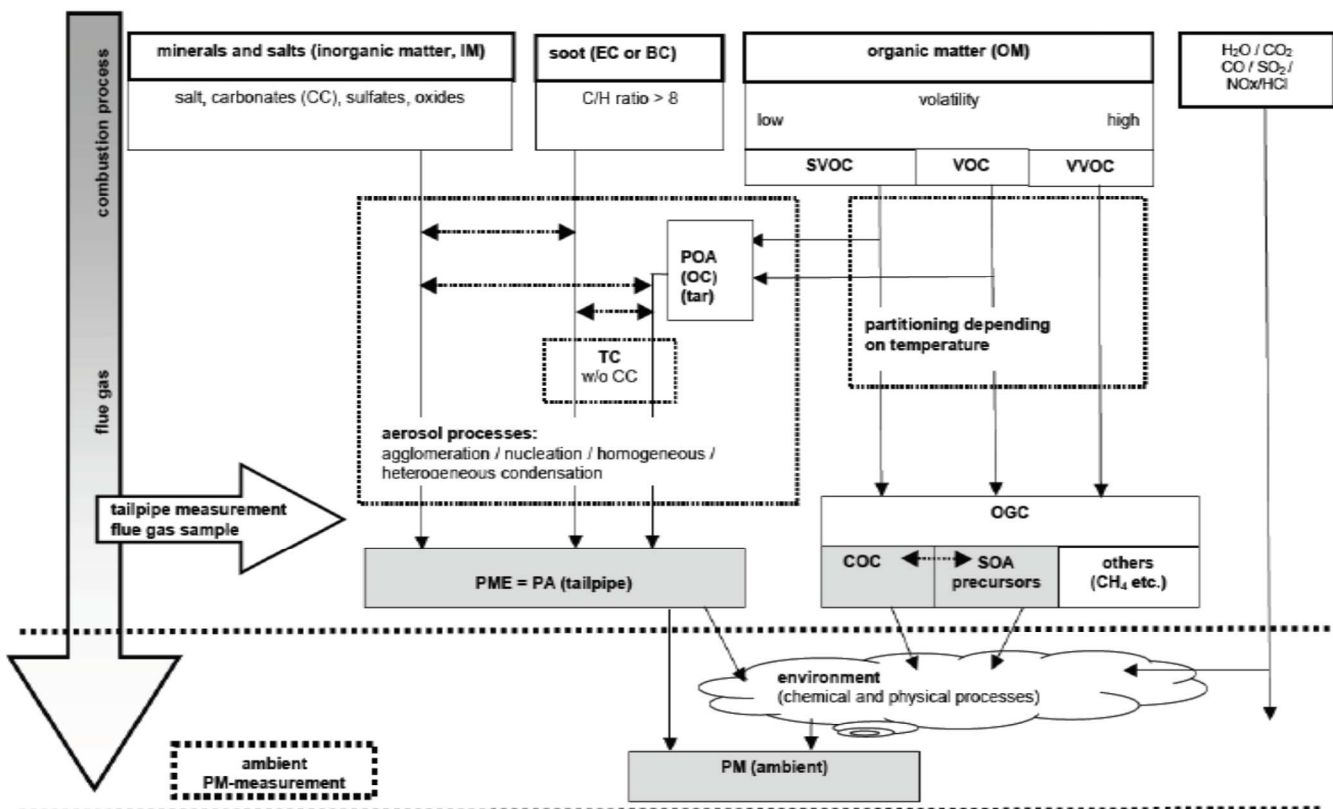 combustion process
flue gas
minerals and salts (inorganic matter, IM)
salt, carbonates (CC), sulfates, oxides
soot (EC or BC)
C/H ratio > 8
organic matter (OM)
volatility
low high
SVOC VOC VVOC
H₂O / CO₂
CO / SO₂ /
NOx/HCl
POA
(OC)
(tar)
partitioning depending
on temperature
TC
w/o CC
aerosol processes:
agglomeration / nucleation / homogeneous /
heterogeneous condensation
tailpipe measurement
flue gas sample
OGC
COC
SOA
precursors
others
(CH₄ etc.)
PME = PA (tailpipe)
environment
(chemical and physical processes)
ambient
PM-measurement
PM (ambient)